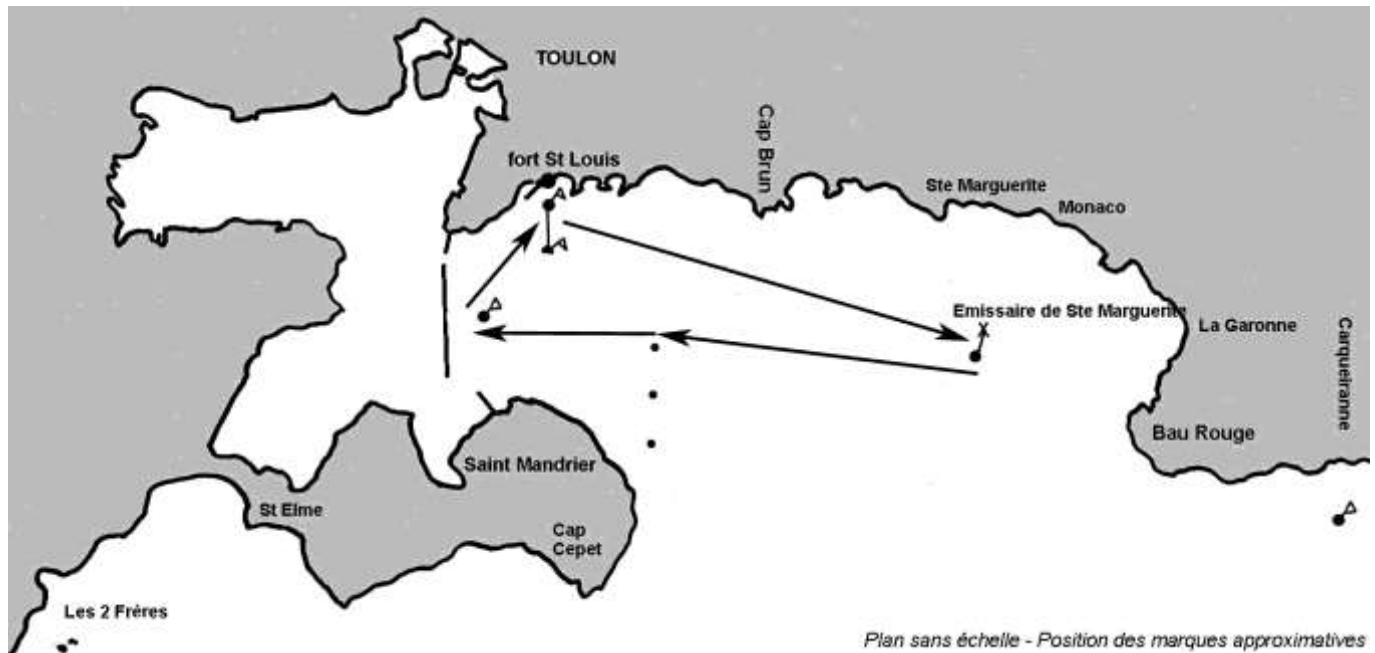 TOULON
fort St Louis
Cap Brun
Ste Marguerite
Monaco
Emissaire de Ste Marguerite
La Garonne
Carqueiranne
Bau Rouge
Saint Mandrier
St Elme
Cap
Cepet
Les 2 Fréres
Plan sans échelle - Position des marques approximatives